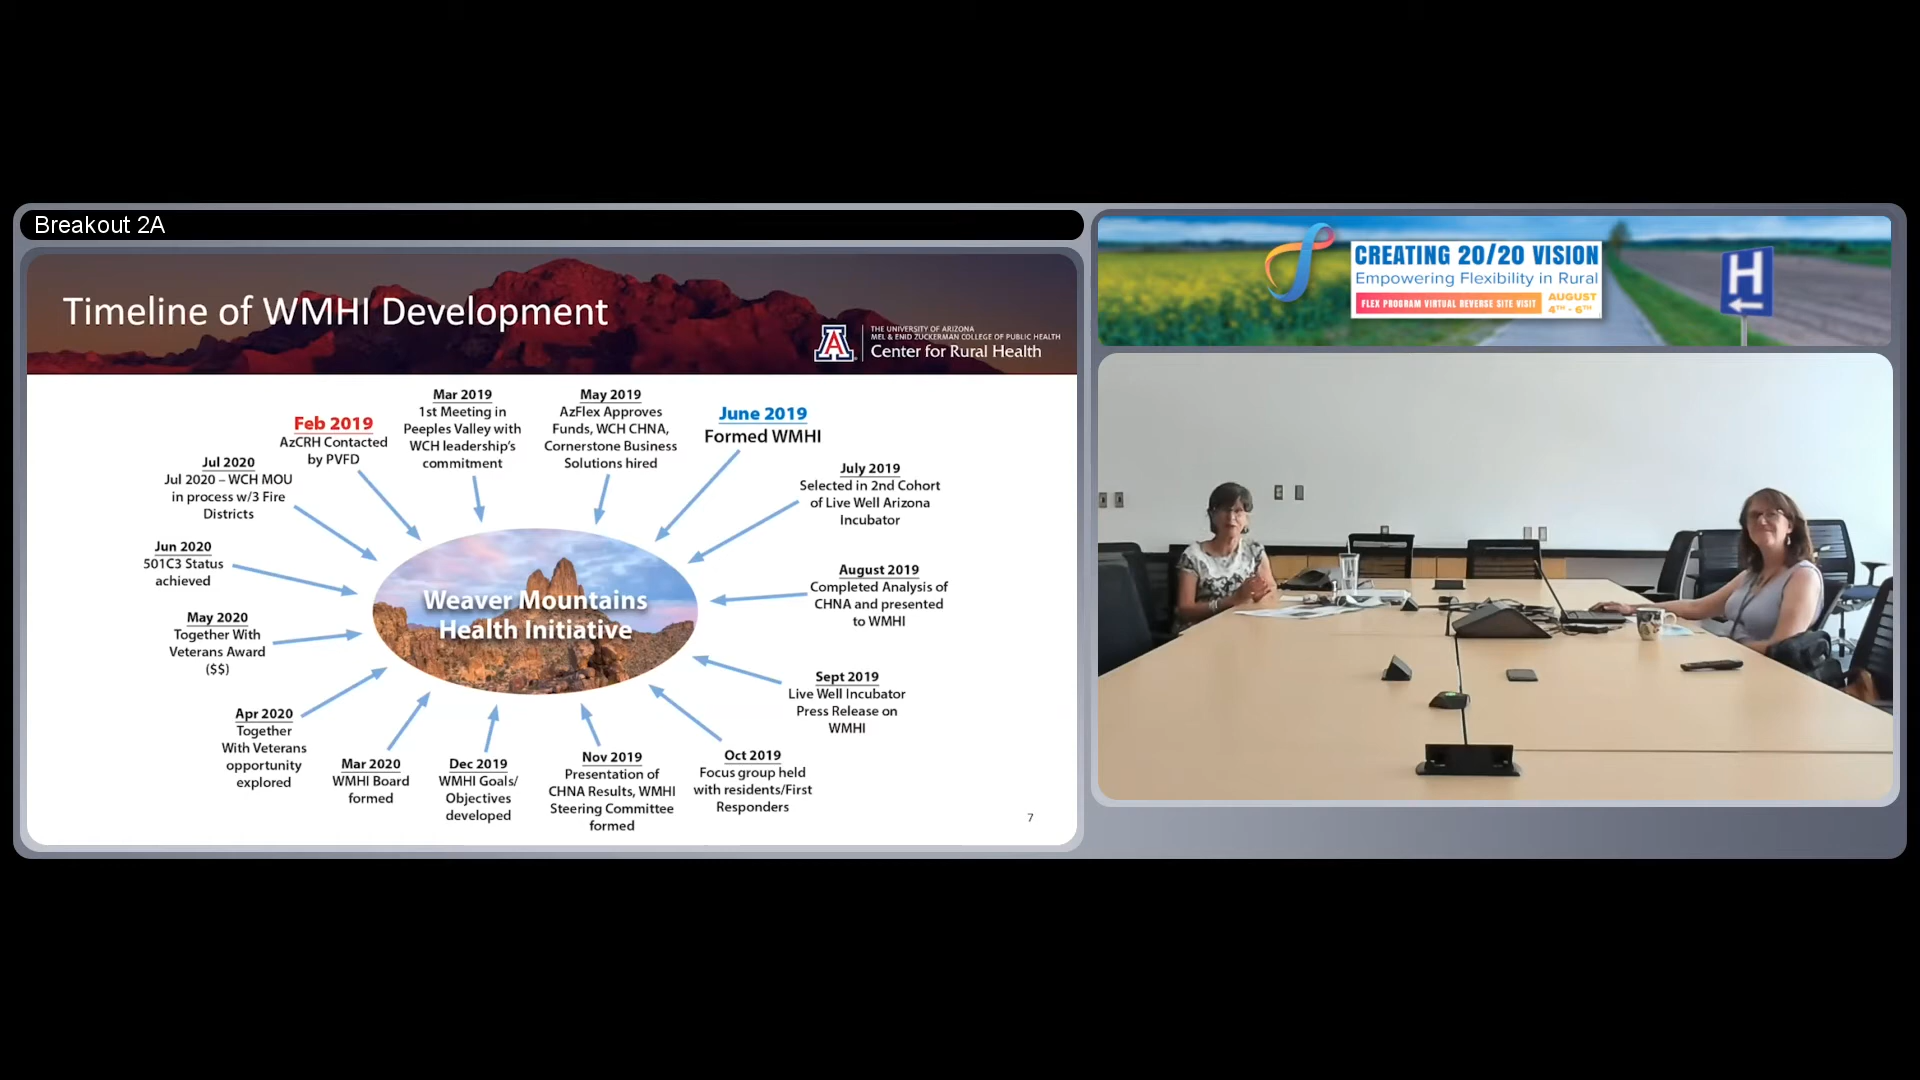 Breakout 2A
Timeline of WMHI Development
THE UNIVERSITY OF ARIZONA
MEL & ENID ZUCKERMAN COLLEGE OF PUBLIC HEALTH
Center for Rural Health
Feb 2019
AzCRH Contacted
by PVFD
Mar 2019
1st Meeting in
Peeples Valley with
WCH leadership's
commitment
May 2019
AzFlex Approves
Funds, WCH CHNA,
Cornerstone Business
Solutions hired
June 2019
Formed WMHI
July 2019
Selected in 2nd Cohort
of Live Well Arizona
Incubator
August 2019
Completed Analysis of
CHNA and presented
to WMHI
Sept 2019
Live Well Incubator
Press Release on
WMHI
Oct 2019
Focus group held
with residents/First
Responders
Nov 2019
Presentation of
CHNA Results, WMHI
Steering Committee
formed
Dec 2019
WMHI Goals/
Objectives
developed
Mar 2020
WMHI Board
formed
Apr 2020
Together
With Veterans
opportunity
explored
May 2020
Together With
Veterans Award
($$)
Jun 2020
501C3 Status
achieved
Jul 2020
Jul 2020 – WCH MOU
in process w/3 Fire
Districts
Weaver Mountains
Health Initiative
7
CREATING 20/20 VISION
Empowering Flexibility in Rural
FLEX PROGRAM VIRTUAL REVERSE SITE VISIT
AUGUST
4TH - 6TH
H